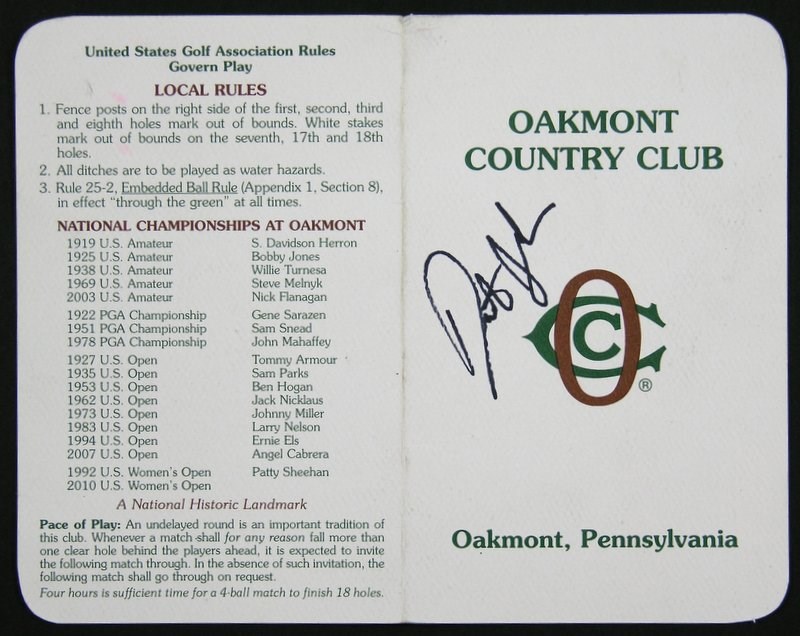 United States Golf Association Rules
Govern Play
LOCAL RULES
1. Fence posts on the right side of the first, second, third
and eighth holes mark out of bounds. White stakes
mark out of bounds on the seventh, 17th and 18th
holes.
2. All ditches are to be played as water hazards.
3. Rule 25-2, Embedded Ball Rule (Appendix 1, Section 8),
in effect "through the green" at all times.
NATIONAL CHAMPIONSHIPS AT OAKMONT
1919 U.S. Amateur S. Davidson Herron
1925 U.S. Amateur Bobby Jones
1938 U.S. Amateur Willie Turnesa
1969 U.S. Amateur Steve Melnyk
2003 U.S. Amateur Nick Flanagan
1922 PGA Championship Gene Sarazen
1951 PGA Championship Sam Snead
1978 PGA Championship John Mahaffey
1927 U.S. Open Tommy Armour
1935 U.S. Open Sam Parks
1953 U.S. Open Ben Hogan
1962 U.S. Open Jack Nicklaus
1973 U.S. Open Johnny Miller
1983 U.S. Open Larry Nelson
1994 U.S. Open Ernie Els
2007 U.S. Open Angel Cabrera
1992 U.S. Women's Open Patty Sheehan
2010 U.S. Women's Open
A National Historic Landmark
Pace of Play: An undelayed round is an important tradition of
this club. Whenever a match shall for any reason fall more than
one clear hole behind the players ahead, it is expected to invite
the following match through. In the absence of such invitation, the
following match shall go through on request.
Four hours is sufficient time for a 4-ball match to finish 18 holes.
OAKMONT
COUNTRY CLUB
OCC
®
Oakmont, Pennsylvania